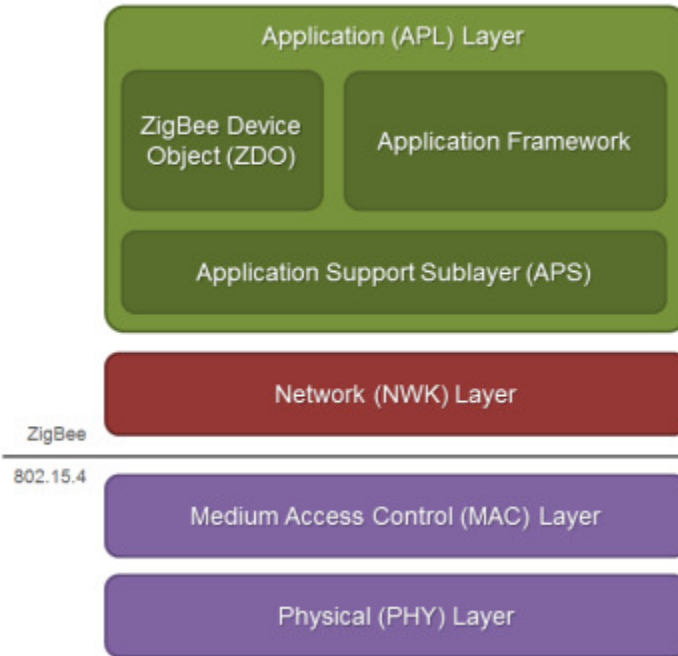 Application (APL) Layer
ZigBee Device
Object (ZDO)
Application Framework
Application Support Sublayer (APS)
Network (NWK) Layer
ZigBee
802.15.4
Medium Access Control (MAC) Layer
Physical (PHY) Layer